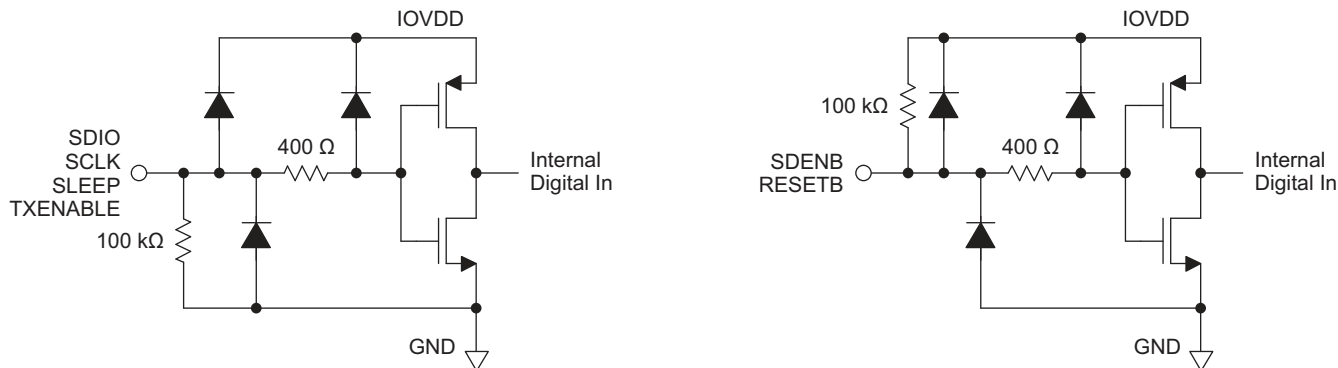 IOVDD
400 Ω
SDIO
SCLK
SLEEP
TXENABLE
Internal
Digital In
100 kΩ
GND
IOVDD
100 kΩ
400 Ω
SDENB
RESETB
Internal
Digital In
GND